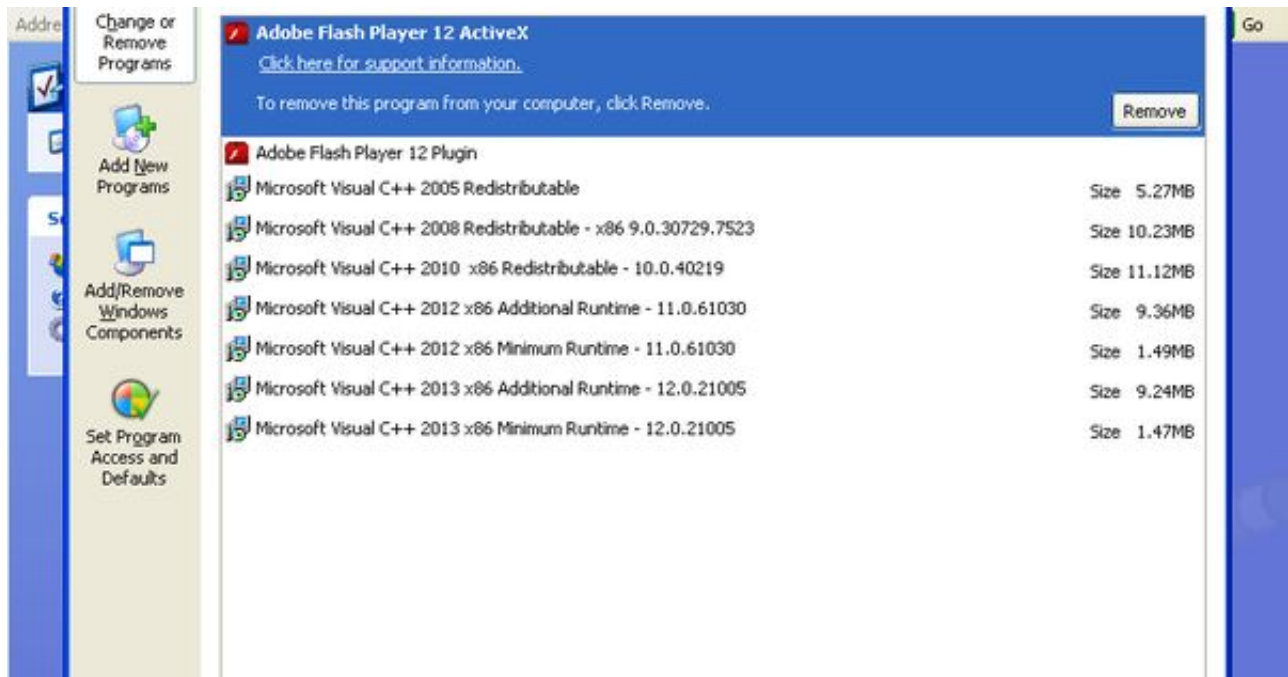 Addre
Change or
Remove
Programs
Add New
Programs
Add/Remove
Windows
Components
Set Program
Access and
Defaults
Adobe Flash Player 12 ActiveX
Click here for support information.
To remove this program from your computer, click Remove.
Remove
Adobe Flash Player 12 Plugin
Microsoft Visual C++ 2005 Redistributable Size 5.27MB
Microsoft Visual C++ 2008 Redistributable - x86 9.0.30729.7523 Size 10.23MB
Microsoft Visual C++ 2010 x86 Redistributable - 10.0.40219 Size 11.12MB
Microsoft Visual C++ 2012 x86 Additional Runtime - 11.0.61030 Size 9.36MB
Microsoft Visual C++ 2012 x86 Minimum Runtime - 11.0.61030 Size 1.49MB
Microsoft Visual C++ 2013 x86 Additional Runtime - 12.0.21005 Size 9.24MB
Microsoft Visual C++ 2013 x86 Minimum Runtime - 12.0.21005 Size 1.47MB
Go